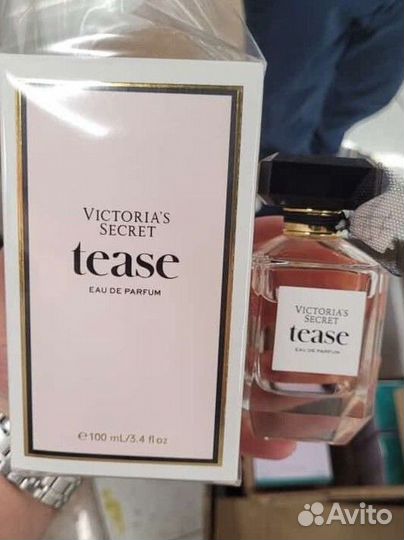 VICTORIA'S
SECRET
tease
EAU DE PARFUM
℮100 mL/3.4 fl oz
VICTORIA'S
SECRET
tease
EAU DE PARFUM
Avito